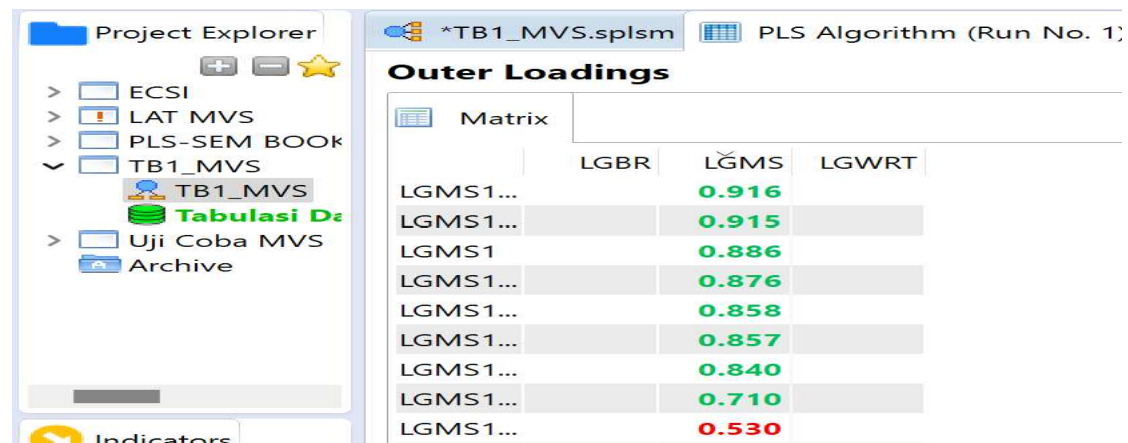 Project Explorer
ECSI
LAT MVS
PLS-SEM BOOK
TB1_MVS
TB1_MVS
Tabulasi Da
Uji Coba MVS
Archive
Indicators
*TB1_MVS.splsm
PLS Algorithm (Run No. 1)
Outer Loadings
Matrix
LGBR LGMS LGWRT
LGMS1... 0.916
LGMS1... 0.915
LGMS1 0.886
LGMS1... 0.876
LGMS1... 0.858
LGMS1... 0.857
LGMS1... 0.840
LGMS1... 0.710
LGMS1... 0.530